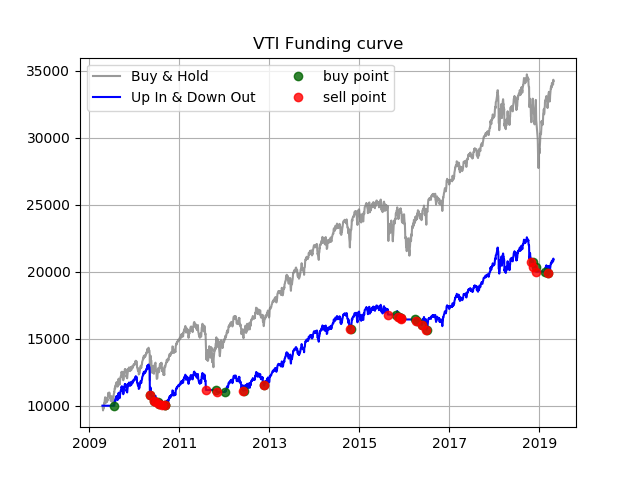 VTI Funding curve
Buy & Hold
Up In & Down Out
buy point
sell point
35000
30000
25000
20000
15000
10000
2009 2011 2013 2015 2017 2019